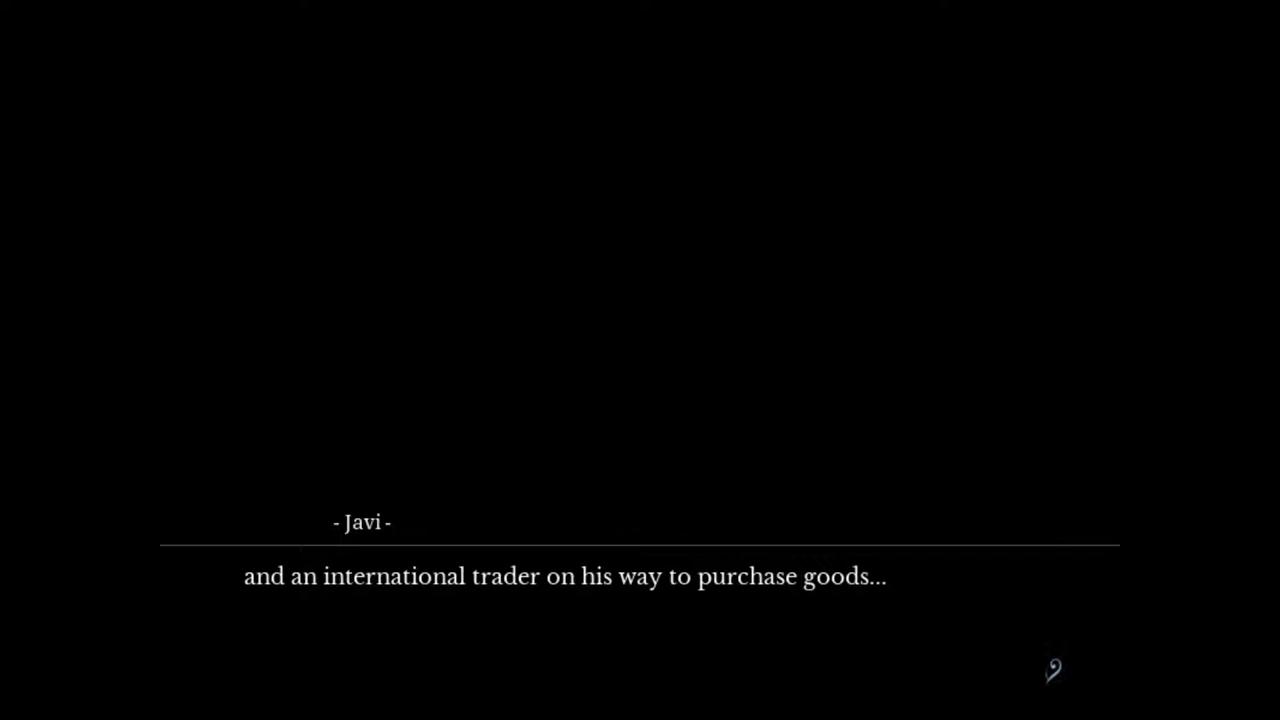 - Javi -
and an international trader on his way to purchase goods...